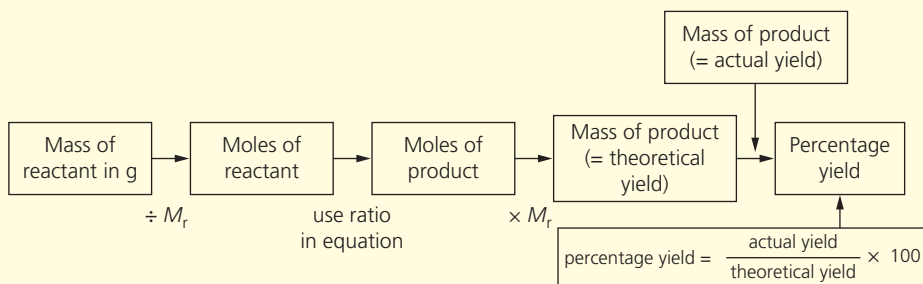 Mass of product
(= actual yield)
Mass of
reactant in g
Moles of
reactant
Moles of
product
Mass of product
(= theoretical
yield)
Percentage
yield
÷ Mr
use ratio
in equation
× Mr
percentage yield = actual yield / theoretical yield × 100